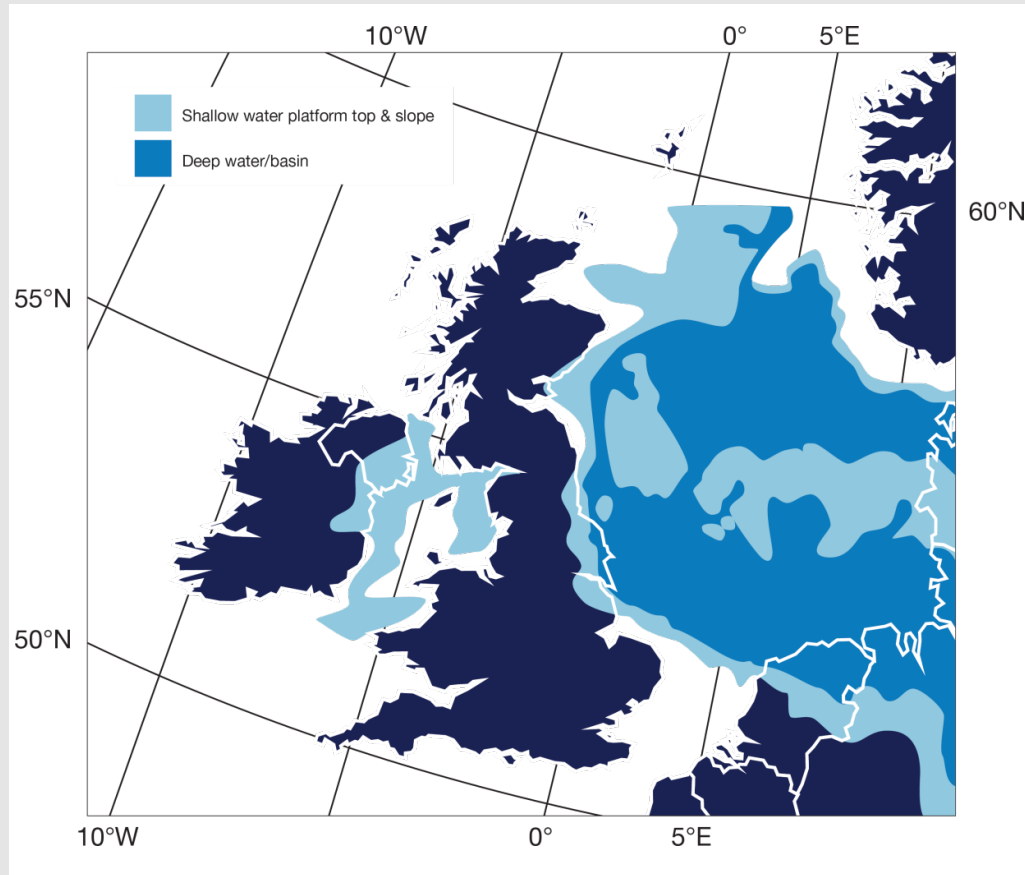 10°W 0° 5°E
Shallow water platform top & slope
Deep water/basin
60°N
55°N
50°N
10°W 0° 5°E